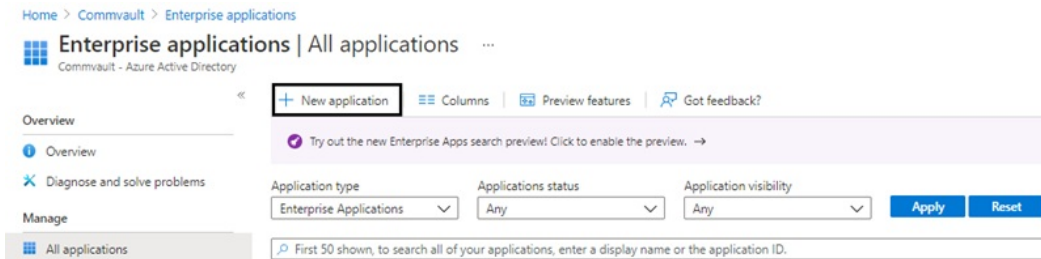 Home > Commvault > Enterprise applications
Enterprise applications | All applications ...
Commvault - Azure Active Directory
«
+ New application Columns Preview features Got feedback?
Overview
Overview
Diagnose and solve problems
Manage
All applications
Try out the new Enterprise Apps search preview! Click to enable the preview. →
Application type Applications status Application visibility
Enterprise Applications Any Any Apply Reset
First 50 shown, to search all of your applications, enter a display name or the application ID.